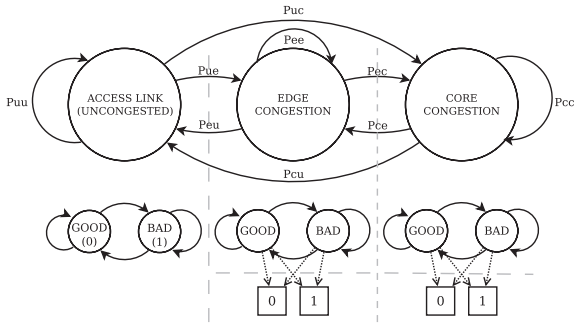 Puc
Pee
Pue
Pec
Puu
ACCESS LINK
(UNCONGESTED)
EDGE
CONGESTION
CORE
CONGESTION
Pcc
Peu
Pce
Pcu
GOOD
(0)
BAD
(1)
GOOD
BAD
GOOD
BAD
0
1
0
1